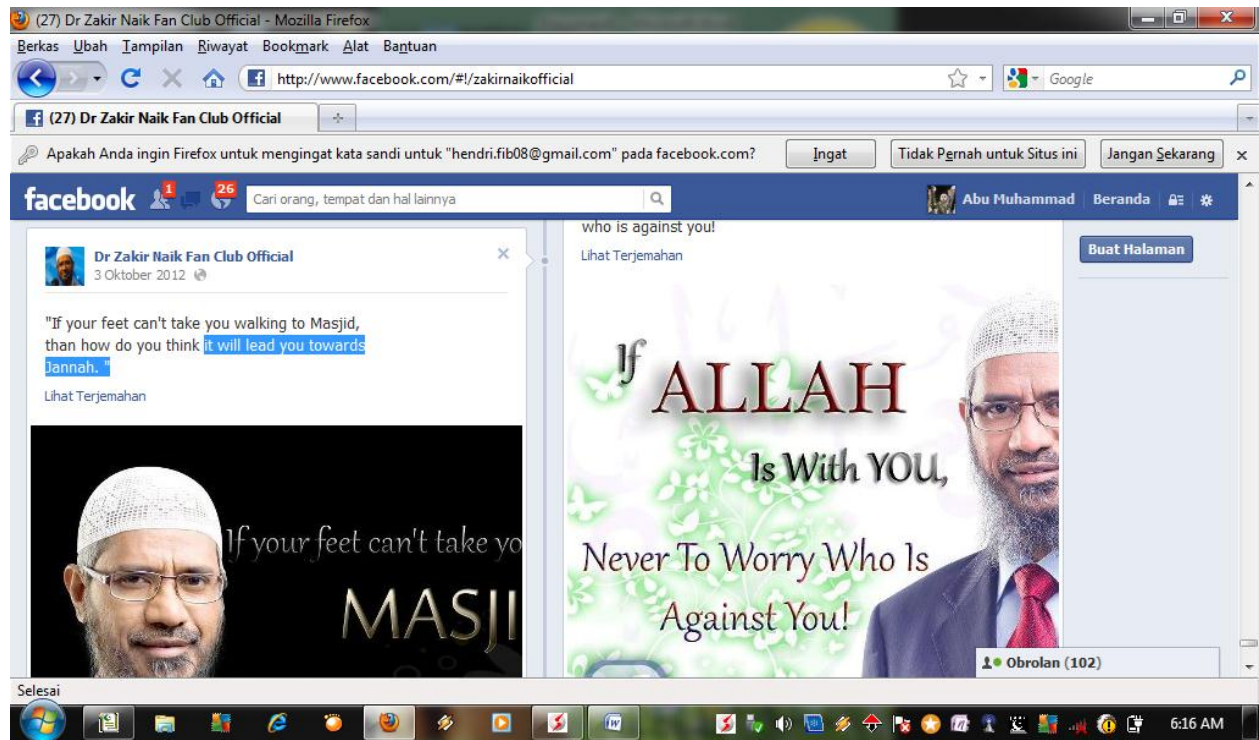 (27) Dr Zakir Naik Fan Club Official - Mozilla Firefox
Berkas Ubah Tampilan Riwayat Bookmark Alat Bantuan
http://www.facebook.com/#!/zakirnaikofficial
Google
(27) Dr Zakir Naik Fan Club Official
Apakah Anda ingin Firefox untuk mengingat kata sandi untuk "hendri.fib08@gmail.com" pada facebook.com? Ingat Tidak Pernah untuk Situs ini Jangan Sekarang
facebook 1 26 Cari orang, tempat dan hal lainnya Abu Muhammad Beranda
Dr Zakir Naik Fan Club Official
3 Oktober 2012
"If your feet can't take you walking to Masjid,
than how do you think it will lead you towards
Jannah. "
Lihat Terjemahan
If your feet can't take yo
MASJI
who is against you!
Lihat Terjemahan
If
ALLAH
Is With YOU,
Never To Worry Who Is
Against You!
Buat Halaman
Obrolan (102)
Selesai
6:16 AM